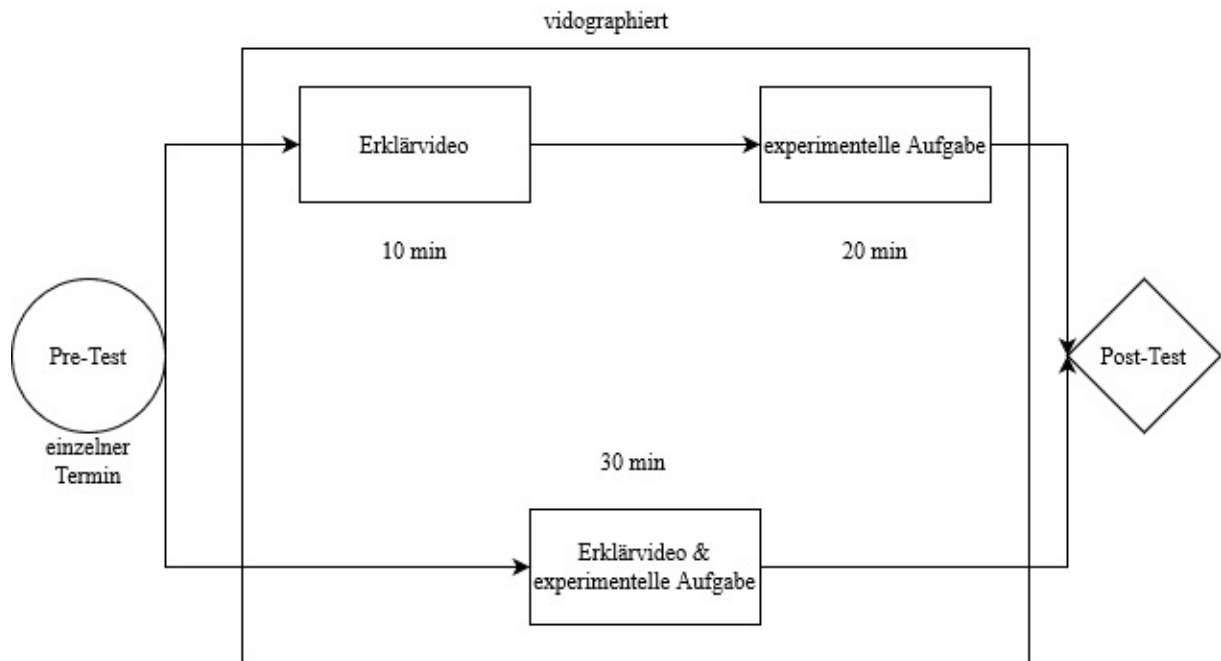 vidographiert
Erklärvideo
experimentelle Aufgabe
10 min
20 min
Pre-Test
Post-Test
einzelner
Termin
30 min
Erklärvideo &
experimentelle Aufgabe